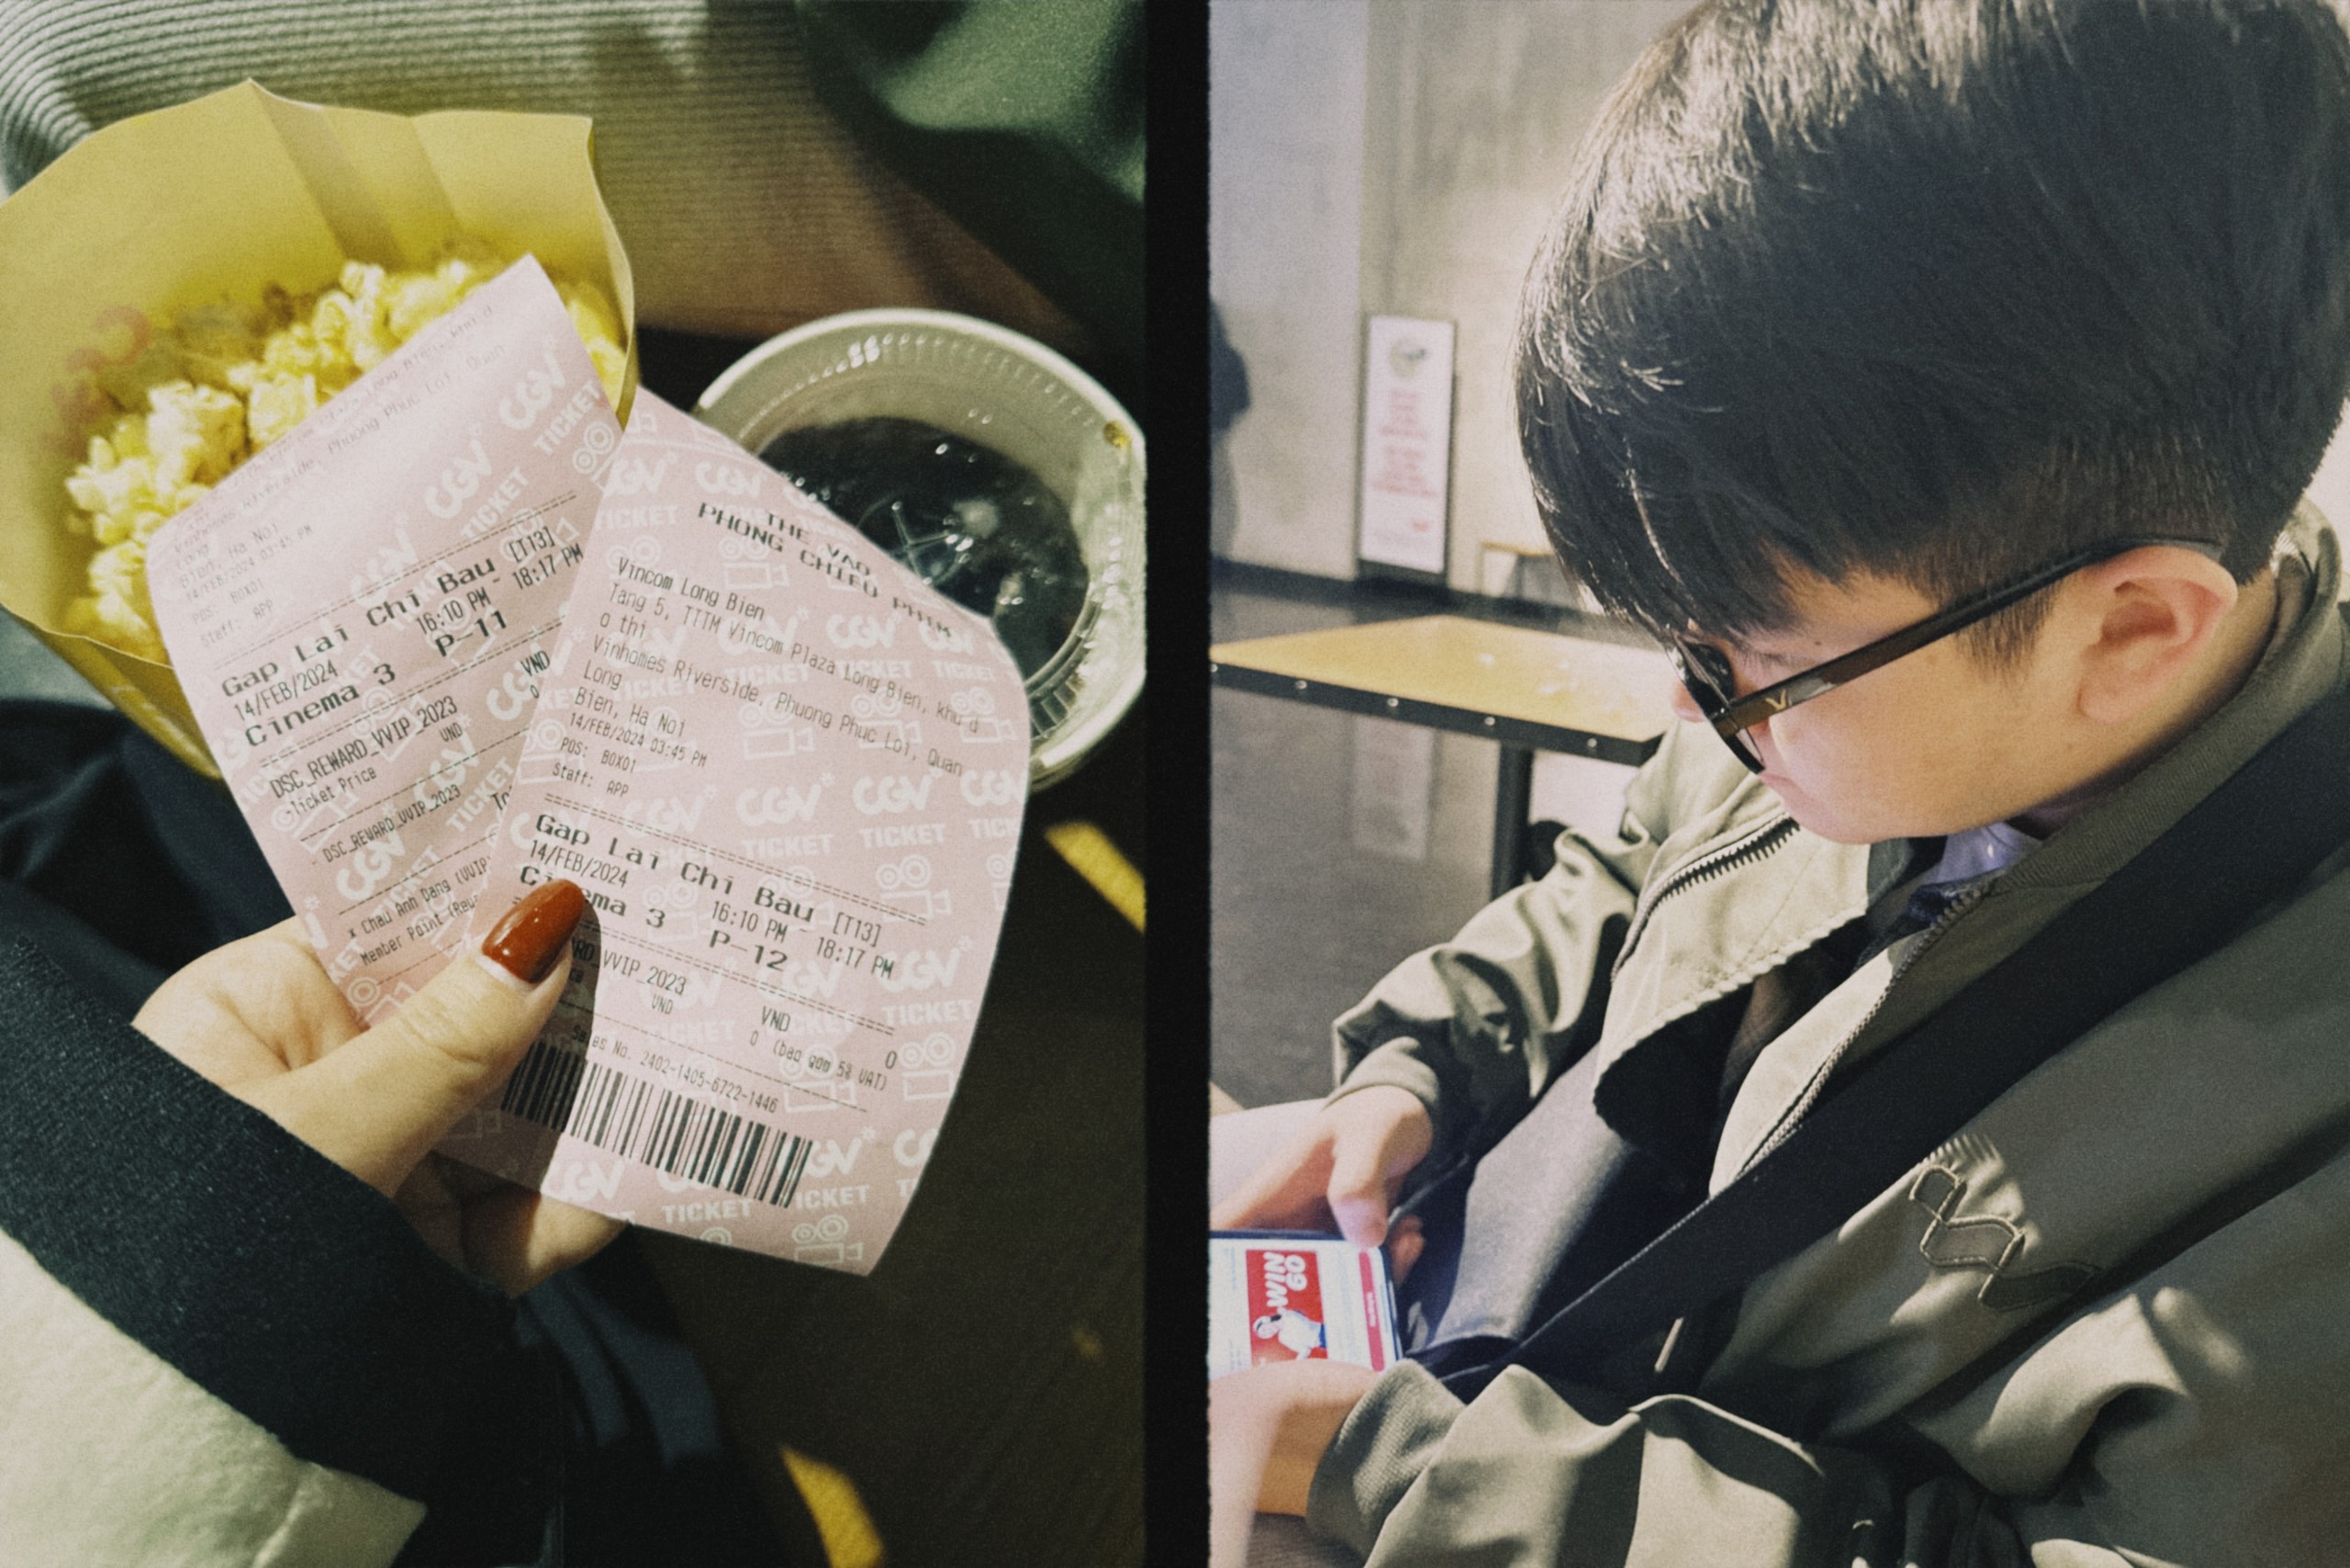 Vinhomes Riverside, Phuong Phuc Loi, Quan
Long
Bien, Ha Noi
14/FEB/2024 03:45 PM
POS: BOX01
Staff: APP
Gap Lai Chi Bau [T13]
14/FEB/2024 16:10 PM - 18:17 PM
Cinema 3 P-11
DSC_REWARD_VVIP_2023 VND
Ticket Price VND 0
DSC_REWARD_VVIP_2023
x Chau Anh Dang (VVIP
Member Point (
THE VAO
PHONG CHIEU PHIM
Vincom Long Bien
Tang 5, TTTM Vincom Plaza Long Bien, khu d
o thi
Vinhomes Riverside, Phuong Phuc Loi, Quan
Long
Bien, Ha Noi
14/FEB/2024 03:45 PM
POS: BOX01
Staff: APP
Gap Lai Chi Bau [T13]
14/FEB/2024 16:10 PM 18:17 PM
Cinema 3 P-12
VVIP_2023 VND
VND 0
0 (bao gom 5% VAT)
Sales No. 2402-1405-6722-1446
CGV
TICKET
WIN
GO